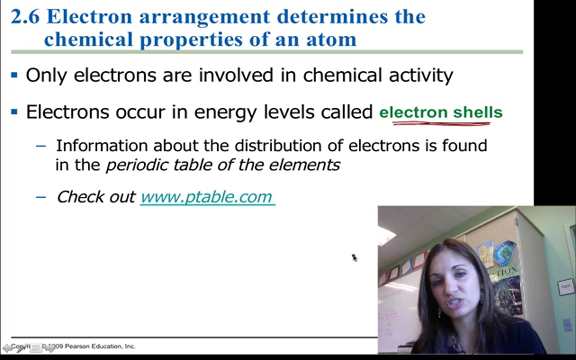 2.6 Electron arrangement determines the
chemical properties of an atom
Only electrons are involved in chemical activity
Electrons occur in energy levels called electron shells
– Information about the distribution of electrons is found
in the periodic table of the elements
– Check out www.ptable.com
2009 Pearson Education, Inc.